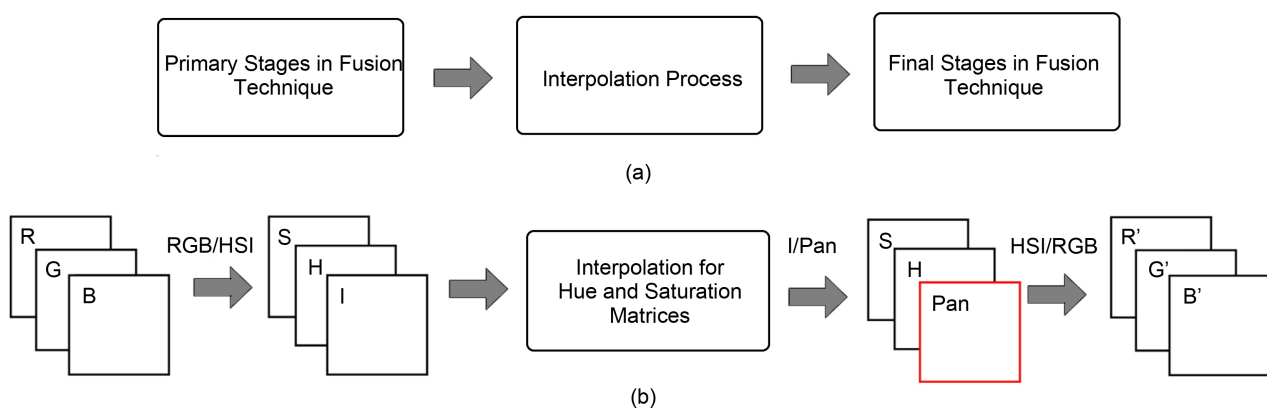 Primary Stages in Fusion
Technique
Interpolation Process
Final Stages in Fusion
Technique
(a)
R
G
B
RGB/HSI
S
H
I
Interpolation for
Hue and Saturation
Matrices
I/Pan
S
H
Pan
HSI/RGB
R’
G’
B’
(b)